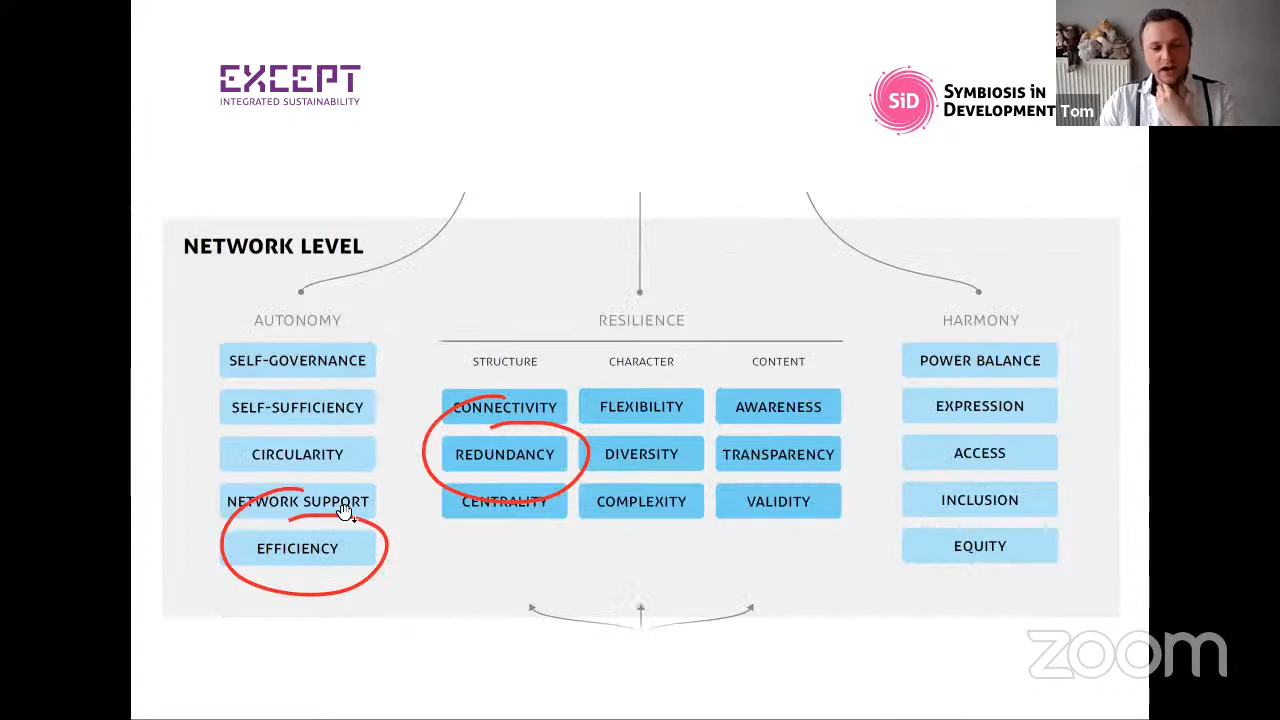 EXCEPT
INTEGRATED SUSTAINABILITY
SiD
SYMBIOSIS iN
DEVELOPMENT
Tom
NETWORK LEVEL
AUTONOMY
SELF-GOVERNANCE
SELF-SUFFICIENCY
CIRCULARITY
NETWORK SUPPORT
EFFICIENCY
RESILIENCE
STRUCTURE
CONNECTIVITY
REDUNDANCY
CENTRALITY
CHARACTER
FLEXIBILITY
DIVERSITY
COMPLEXITY
CONTENT
AWARENESS
TRANSPARENCY
VALIDITY
HARMONY
POWER BALANCE
EXPRESSION
ACCESS
INCLUSION
EQUITY
zoom